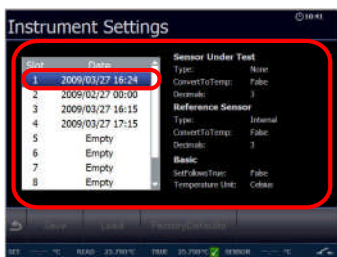 Instrument Settings
10:41
Slot Date
1 2009/03/27 16:24
2 2009/02/27 00:00
3 2009/03/27 16:15
4 2009/03/27 17:15
5 Empty
6 Empty
7 Empty
8 Empty
Sensor Under Test
Type: None
ConvertToTemp: False
Decimals: 3
Reference Sensor
Type: Internal
ConvertToTemp: False
Decimals: 3
Basic
SetFollowsTrue: False
Temperature Unit: Celsius
Save Load FactoryDefaults
SET °C READ 25.790°C TRUE 25.790°C SENSOR °C